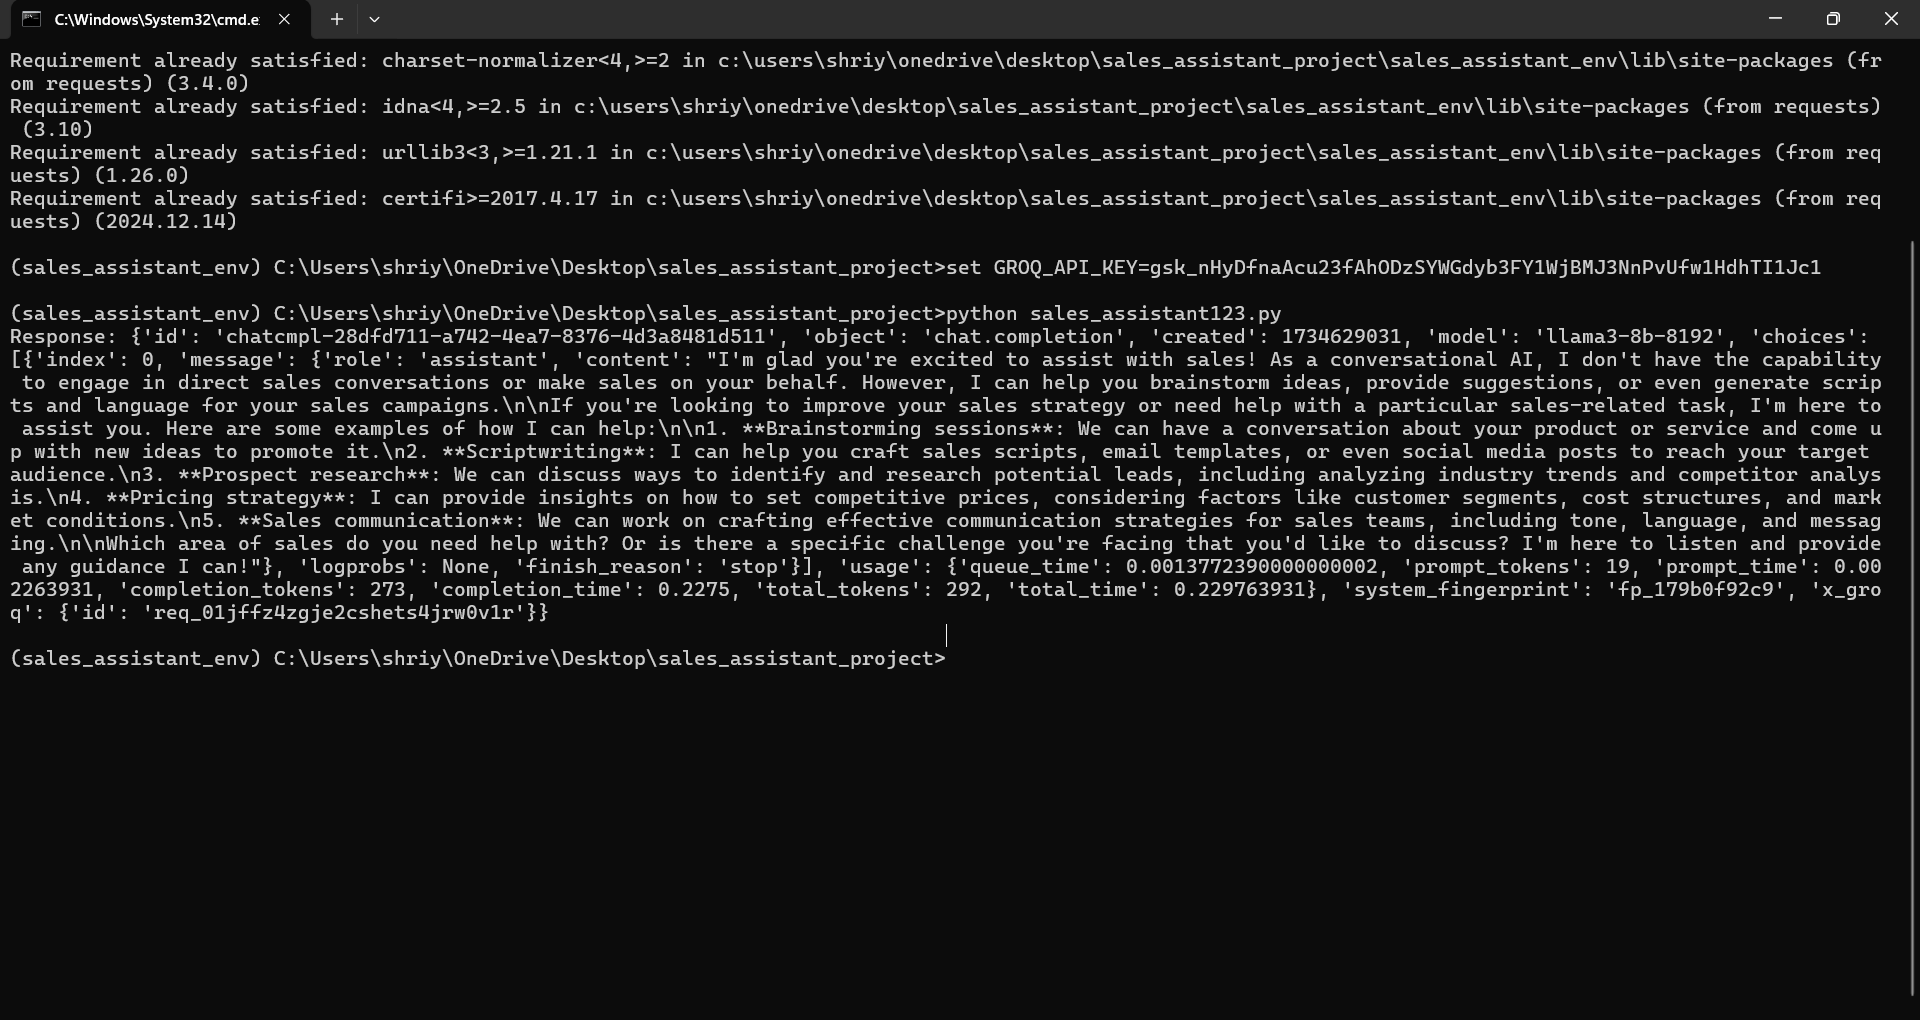 C:\Windows\System32\cmd.e
Requirement already satisfied: charset-normalizer<4,>=2 in c:\users\shriy\onedrive\desktop\sales_assistant_project\sales_assistant_env\lib\site-packages (fr
om requests) (3.4.0)
Requirement already satisfied: idna<4,>=2.5 in c:\users\shriy\onedrive\desktop\sales_assistant_project\sales_assistant_env\lib\site-packages (from requests)
(3.10)
Requirement already satisfied: urllib3<3,>=1.21.1 in c:\users\shriy\onedrive\desktop\sales_assistant_project\sales_assistant_env\lib\site-packages (from req
uests) (1.26.0)
Requirement already satisfied: certifi>=2017.4.17 in c:\users\shriy\onedrive\desktop\sales_assistant_project\sales_assistant_env\lib\site-packages (from req
uests) (2024.12.14)
(sales_assistant_env) C:\Users\shriy\OneDrive\Desktop\sales_assistant_project>set GROQ_API_KEY=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
(sales_assistant_env) C:\Users\shriy\OneDrive\Desktop\sales_assistant_project>python sales_assistant123.py
Response: {'id': 'chatcmpl-28dfd711-a742-4ea7-8376-4d3a8481d511', 'object': 'chat.completion', 'created': 1734629031, 'model': 'llama3-8b-8192', 'choices':
[{'index': 0, 'message': {'role': 'assistant', 'content': "I'm glad you're excited to assist with sales! As a conversational AI, I don't have the capability
to engage in direct sales conversations or make sales on your behalf. However, I can help you brainstorm ideas, provide suggestions, or even generate scrip
ts and language for your sales campaigns.\n\nIf you're looking to improve your sales strategy or need help with a particular sales-related task, I'm here to
assist you. Here are some examples of how I can help:\n\n1. **Brainstorming sessions**: We can have a conversation about your product or service and come u
p with new ideas to promote it.\n2. **Scriptwriting**: I can help you craft sales scripts, email templates, or even social media posts to reach your target
audience.\n3. **Prospect research**: We can discuss ways to identify and research potential leads, including analyzing industry trends and competitor analys
is.\n4. **Pricing strategy**: I can provide insights on how to set competitive prices, considering factors like customer segments, cost structures, and mark
et conditions.\n5. **Sales communication**: We can work on crafting effective communication strategies for sales teams, including tone, language, and messag
ing.\n\nWhich area of sales do you need help with? Or is there a specific challenge you're facing that you'd like to discuss? I'm here to listen and provide
any guidance I can!"}, 'logprobs': None, 'finish_reason': 'stop'}], 'usage': {'queue_time': 0.0013772390000000002, 'prompt_tokens': 19, 'prompt_time': 0.00
2263931, 'completion_tokens': 273, 'completion_time': 0.2275, 'total_tokens': 292, 'total_time': 0.229763931}, 'system_fingerprint': 'fp_179b0f92c9', 'x_gro
q': {'id': 'req_01jffz4zgje2cshets4jrw0v1r'}}
(sales_assistant_env) C:\Users\shriy\OneDrive\Desktop\sales_assistant_project>